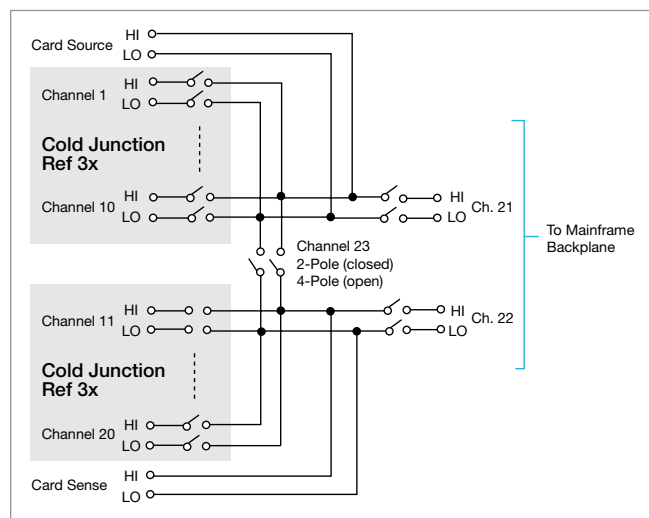 Card Source
HI
LO
Channel 1
HI
LO
Cold Junction
Ref 3x
Channel 10
HI
LO
HI
LO
Ch. 21
To Mainframe
Backplane
Channel 23
2-Pole (closed)
4-Pole (open)
Channel 11
HI
LO
HI
LO
Ch. 22
Cold Junction
Ref 3x
Channel 20
HI
LO
Card Sense
HI
LO